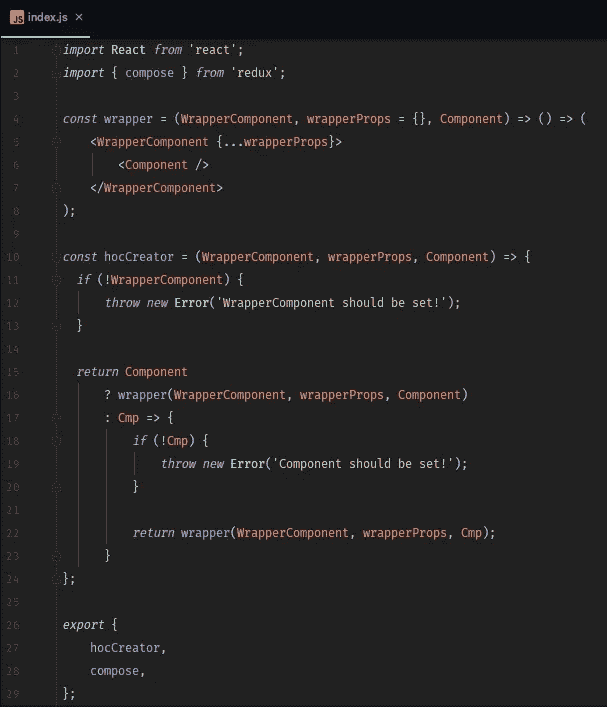 JS index.js ×
1 import React from 'react';
2 import { compose } from 'redux';
3
4 const wrapper = (WrapperComponent, wrapperProps = {}, Component) => () => (
5     <WrapperComponent {...wrapperProps}>
6         <Component />
7     </WrapperComponent>
8 );
9
10 const hocCreator = (WrapperComponent, wrapperProps, Component) => {
11   if (!WrapperComponent) {
12       throw new Error('WrapperComponent should be set!');
13   }
14
15   return Component
16       ? wrapper(WrapperComponent, wrapperProps, Component)
17       : Cmp => {
18           if (!Cmp) {
19               throw new Error('Component should be set!');
20           }
21
22           return wrapper(WrapperComponent, wrapperProps, Cmp);
23       }
24 };
25
26 export {
27     hocCreator,
28     compose,
29 };